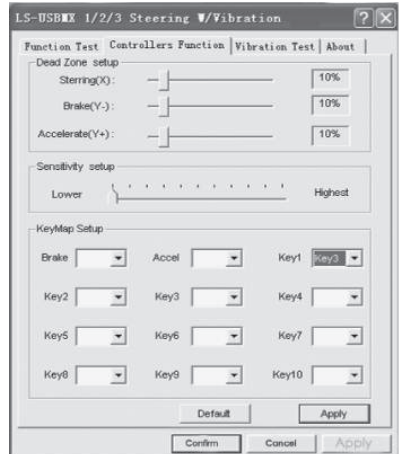 LS-USBMX 1/2/3 Steering W/Vibration
Function Test Controllers Function Vibration Test About
Dead Zone setup
Sterring(X): 10%
Brake(Y-): 10%
Accelerate(Y+): 10%
Sensitivity setup
Lower Highest
KeyMap Setup
Brake Accel Key1 Key3
Key2 Key3 Key4
Key5 Key6 Key7
Key8 Key9 Key10
Default Apply
Confirm Cancel Apply